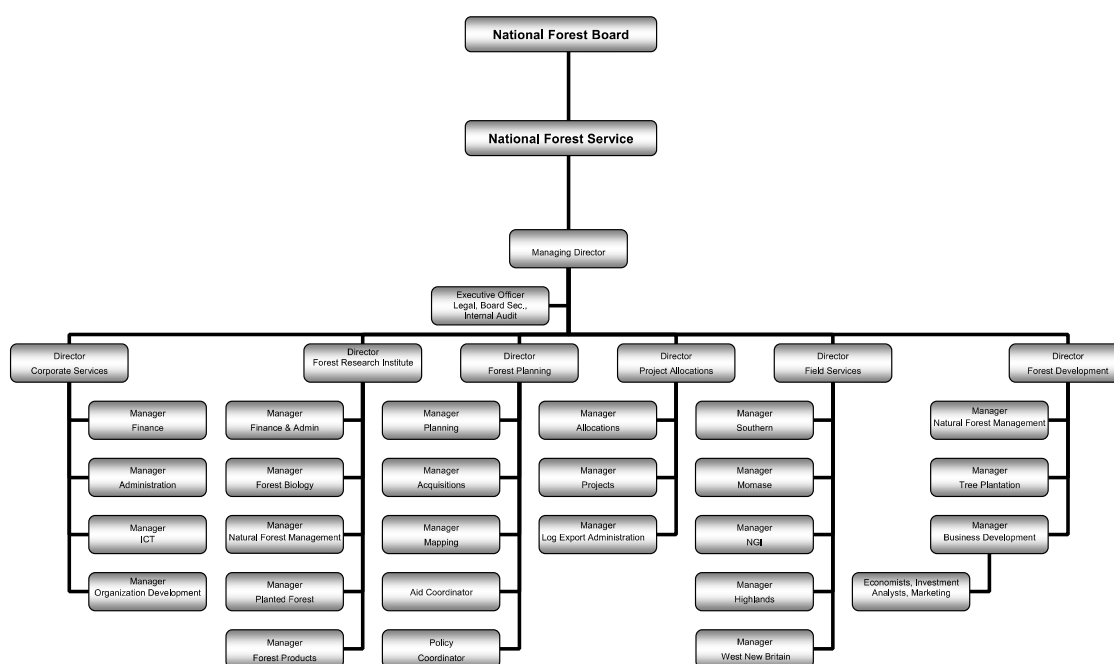 National Forest Board
National Forest Service
Managing Director
Executive Officer
Legal, Board Sec.,
Internal Audit
Director
Corporate Services
Manager
Finance
Manager
Administration
Manager
ICT
Manager
Organization Development
Director
Forest Research Institute
Manager
Finance & Admin
Manager
Forest Biology
Manager
Natural Forest Management
Manager
Planted Forest
Manager
Forest Products
Director
Forest Planning
Manager
Planning
Manager
Acquisitions
Manager
Mapping
Aid Coordinator
Policy
Coordinator
Director
Project Allocations
Manager
Allocations
Manager
Projects
Manager
Log Export Administration
Director
Field Services
Manager
Southern
Manager
Momase
Manager
NGI
Manager
Highlands
Manager
West New Britain
Director
Forest Development
Manager
Natural Forest Management
Manager
Tree Plantation
Manager
Business Development
Economists, Investment
Analysts, Marketing